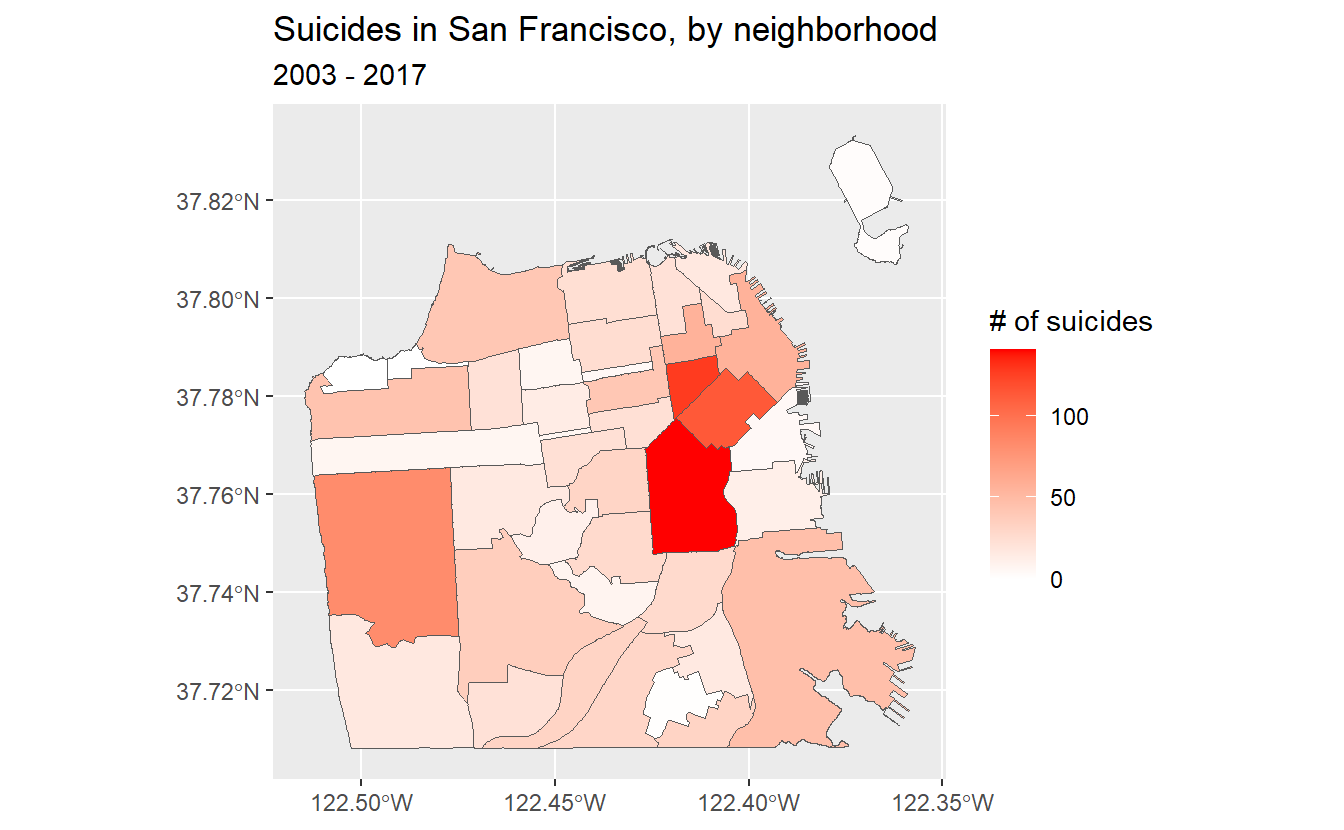 Suicides in San Francisco, by neighborhood
2003 - 2017
37.82°N
37.80°N
37.78°N
37.76°N
37.74°N
37.72°N
122.50°W 122.45°W 122.40°W 122.35°W
# of suicides
100
50
0